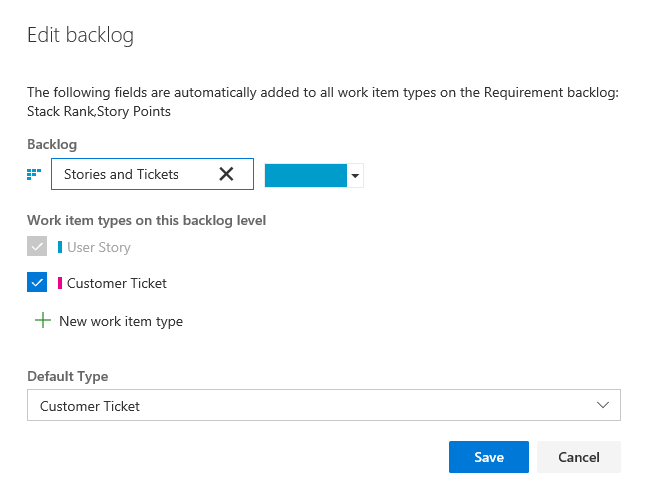 Edit backlog
The following fields are automatically added to all work item types on the Requirement backlog:
Stack Rank,Story Points
Backlog
Stories and Tickets
Work item types on this backlog level
User Story
Customer Ticket
New work item type
Default Type
Customer Ticket
Save Cancel